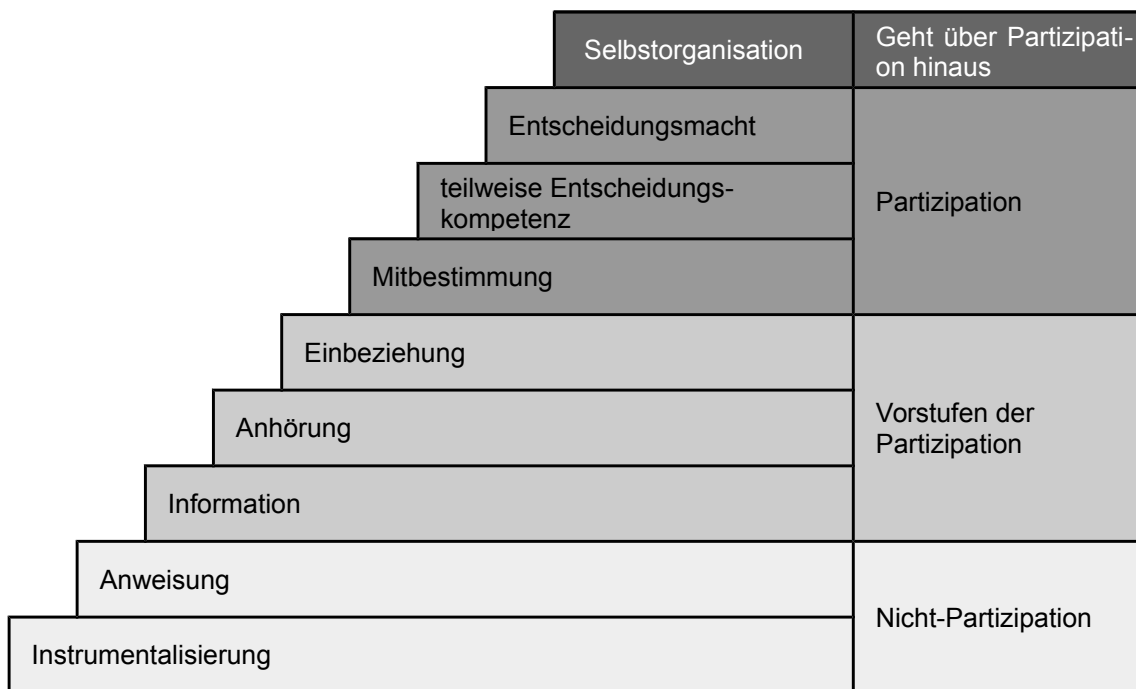 Selbstorganisation
Geht über Partizipati-
on hinaus
Entscheidungsmacht
teilweise Entscheidungs-
kompetenz
Partizipation
Mitbestimmung
Einbeziehung
Anhörung
Vorstufen der
Partizipation
Information
Anweisung
Nicht-Partizipation
Instrumentalisierung